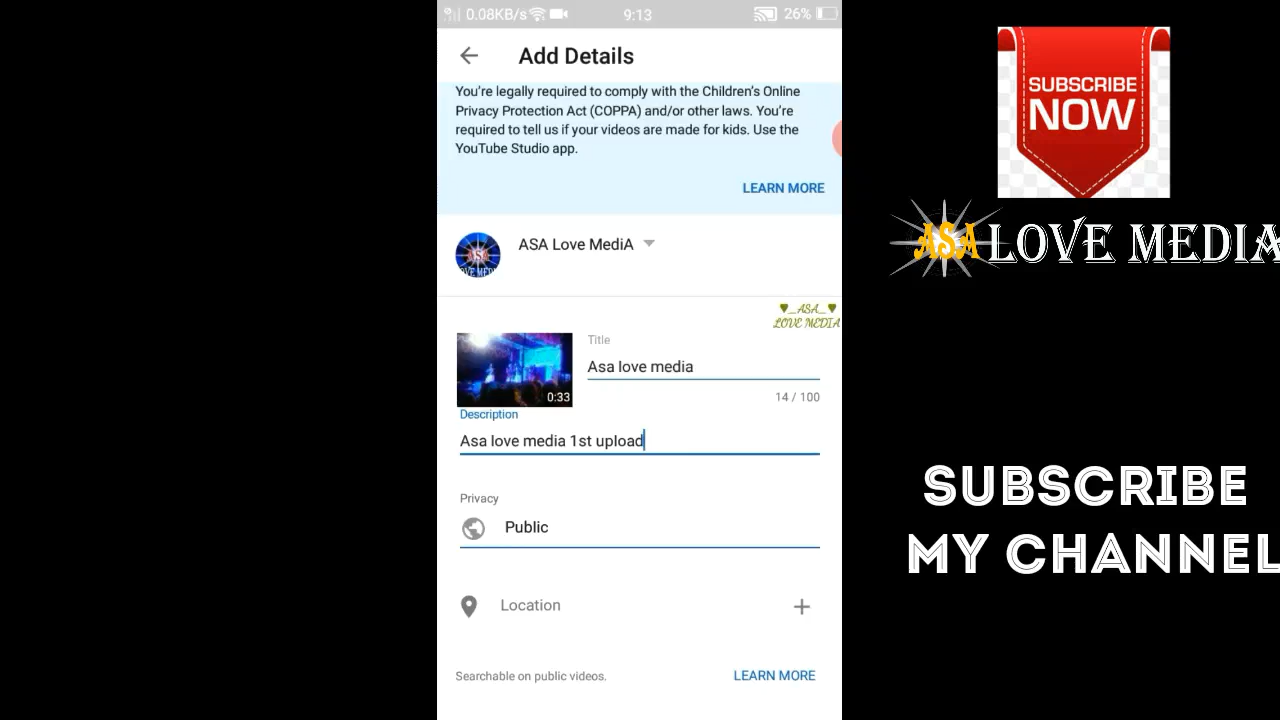 0.08KB/s 9:13 26%
Add Details
You're legally required to comply with the Children's Online
Privacy Protection Act (COPPA) and/or other laws. You're
required to tell us if your videos are made for kids. Use the
YouTube Studio app.
LEARN MORE
ASA Love MediA
ASA
LOVE MEDIA
♥_ASA_♥
LOVE MEDIA
Title
Asa love media
0:33
14 / 100
Description
Asa love media 1st upload
Privacy
Public
Location
Searchable on public videos. LEARN MORE
SUBSCRIBE
NOW
ASA LOVE MEDIA
SUBSCRIBE
MY CHANNEL